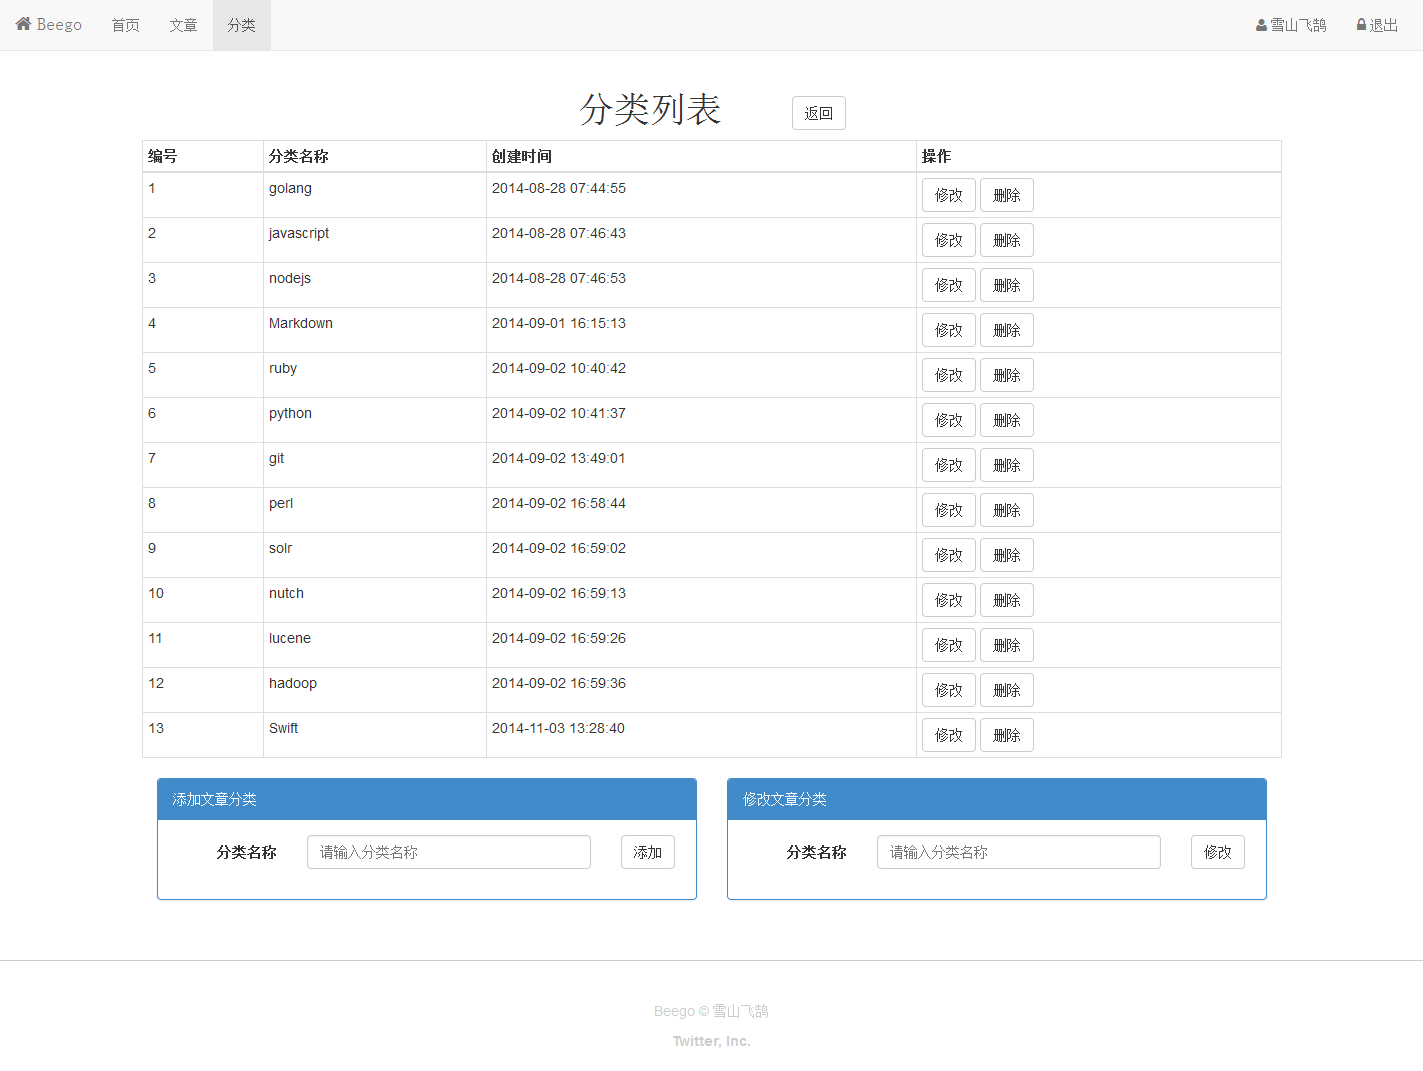 Beego 首页 文章 分类 雪山飞鹄 退出
分类列表 返回
编号 分类名称 创建时间 操作
1 golang 2014-08-28 07:44:55 修改 删除
2 javascript 2014-08-28 07:46:43 修改 删除
3 nodejs 2014-08-28 07:46:53 修改 删除
4 Markdown 2014-09-01 16:15:13 修改 删除
5 ruby 2014-09-02 10:40:42 修改 删除
6 python 2014-09-02 10:41:37 修改 删除
7 git 2014-09-02 13:49:01 修改 删除
8 perl 2014-09-02 16:58:44 修改 删除
9 solr 2014-09-02 16:59:02 修改 删除
10 nutch 2014-09-02 16:59:13 修改 删除
11 lucene 2014-09-02 16:59:26 修改 删除
12 hadoop 2014-09-02 16:59:36 修改 删除
13 Swift 2014-11-03 13:28:40 修改 删除
添加文章分类
分类名称 请输入分类名称 添加
修改文章分类
分类名称 请输入分类名称 修改
Beego © 雪山飞鹄
Twitter, Inc.